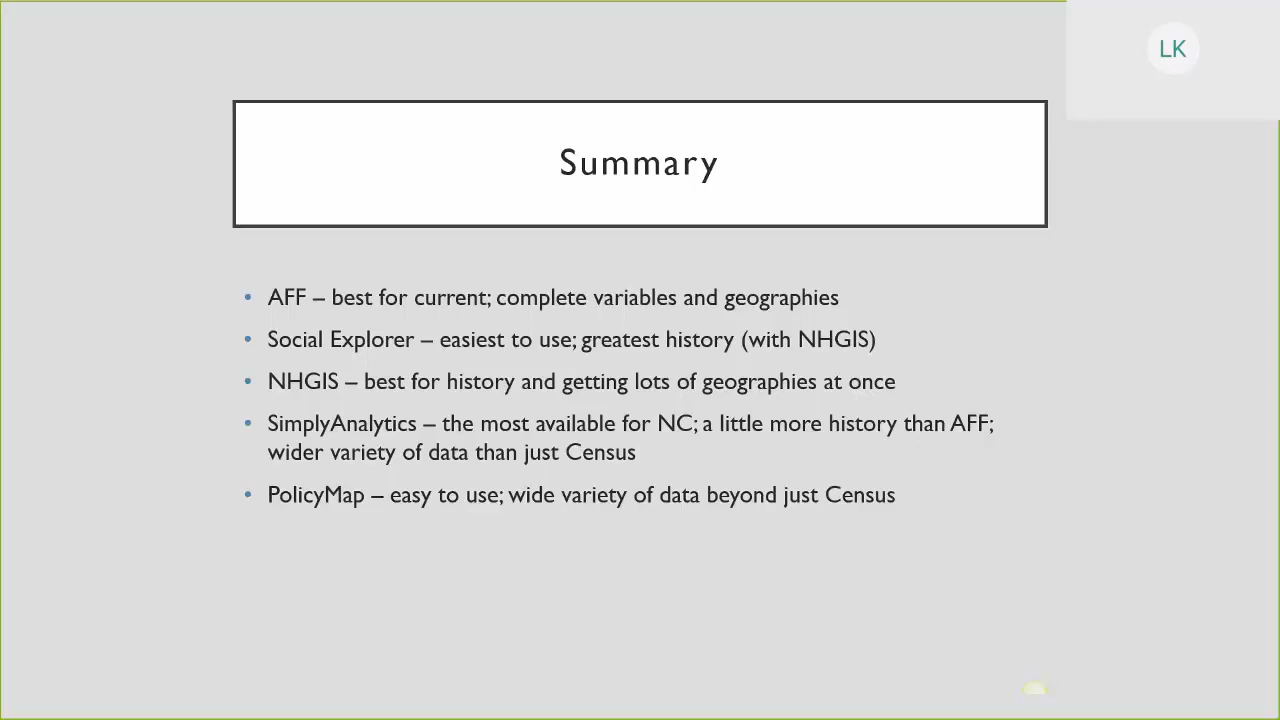 LK
Summary
• AFF – best for current; complete variables and geographies
• Social Explorer – easiest to use; greatest history (with NHGIS)
• NHGIS – best for history and getting lots of geographies at once
• SimplyAnalytics – the most available for NC; a little more history than AFF;
wider variety of data than just Census
• PolicyMap – easy to use; wide variety of data beyond just Census